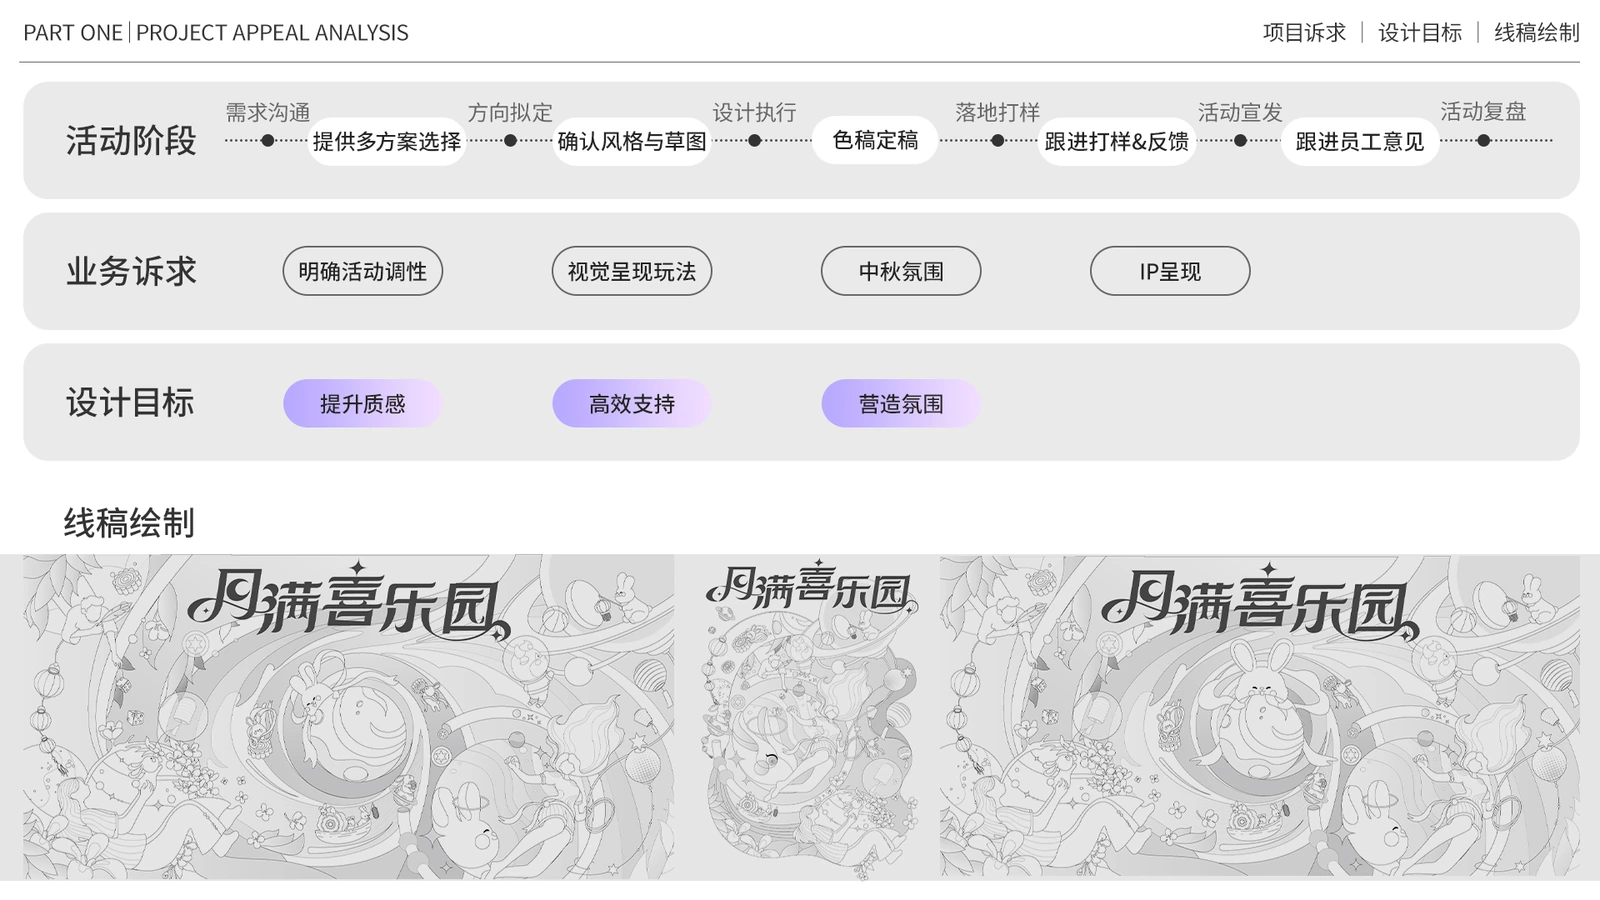 PART ONE | PROJECT APPEAL ANALYSIS
项目诉求 | 设计目标 | 线稿绘制
活动阶段
需求沟通
提供多方案选择
方向拟定
确认风格与草图
设计执行
色稿定稿
落地打样
跟进打样&反馈
活动宣发
跟进员工意见
活动复盘
业务诉求
明确活动调性
视觉呈现玩法
中秋氛围
IP呈现
设计目标
提升质感
高效支持
营造氛围
线稿绘制
月满喜乐园
月满喜乐园
月满喜乐园